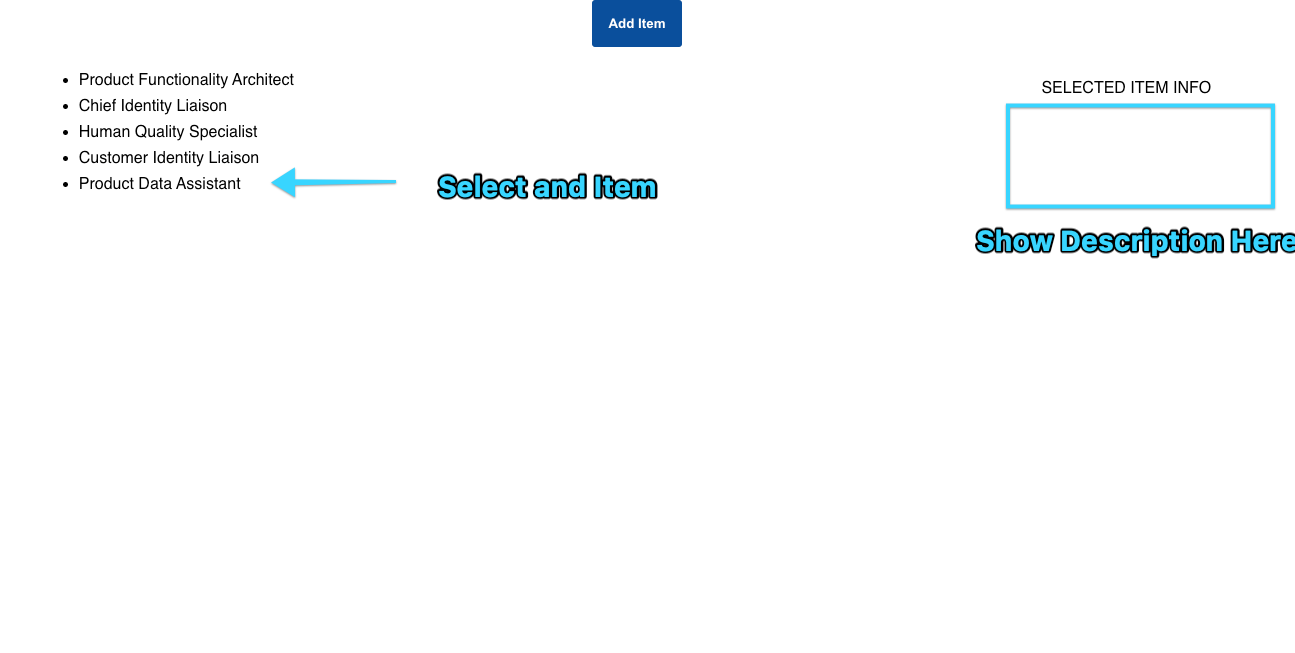 Add Item
Product Functionality Architect
Chief Identity Liaison
Human Quality Specialist
Customer Identity Liaison
Product Data Assistant
Select and Item
SELECTED ITEM INFO
Show Description Here